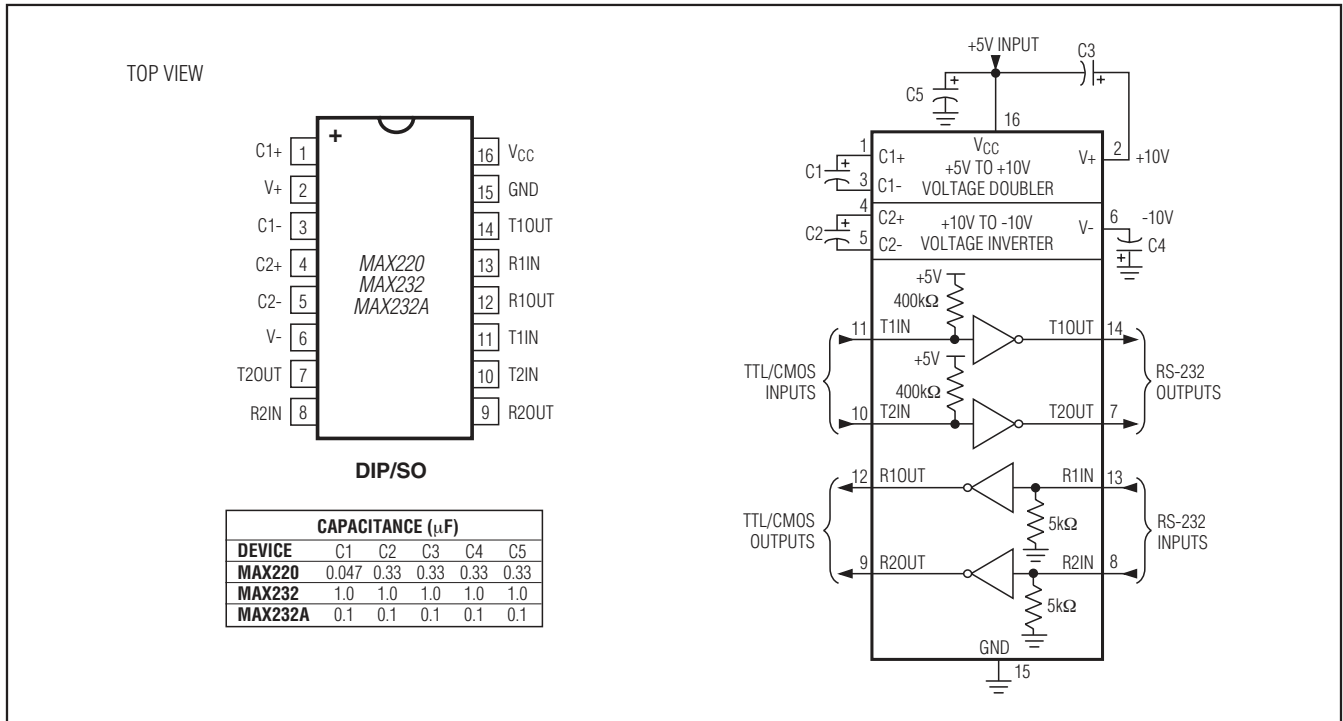 TOP VIEW
+
C1+ 1
V+ 2
C1- 3
C2+ 4
C2- 5
V- 6
T2OUT 7
R2IN 8
16 VCC
15 GND
14 T1OUT
13 R1IN
12 R1OUT
11 T1IN
10 T2IN
9 R2OUT
MAX220
MAX232
MAX232A
DIP/SO
CAPACITANCE (μF)
DEVICE C1 C2 C3 C4 C5
MAX220 0.047 0.33 0.33 0.33 0.33
MAX232 1.0 1.0 1.0 1.0 1.0
MAX232A 0.1 0.1 0.1 0.1 0.1
+5V INPUT
C3
+
C5
+
16
VCC
1
C1+
C1
+
3
C1-
+5V TO +10V
VOLTAGE DOUBLER
V+
2
+10V
4
C2+
C2
+
5
C2-
+10V TO -10V
VOLTAGE INVERTER
V-
6
-10V
C4
+
+5V
400kΩ
11 T1IN
T1OUT 14
+5V
400kΩ
10 T2IN
T2OUT 7
TTL/CMOS
INPUTS
RS-232
OUTPUTS
12 R1OUT
R1IN 13
5kΩ
9 R2OUT
R2IN 8
5kΩ
TTL/CMOS
OUTPUTS
RS-232
INPUTS
GND
15